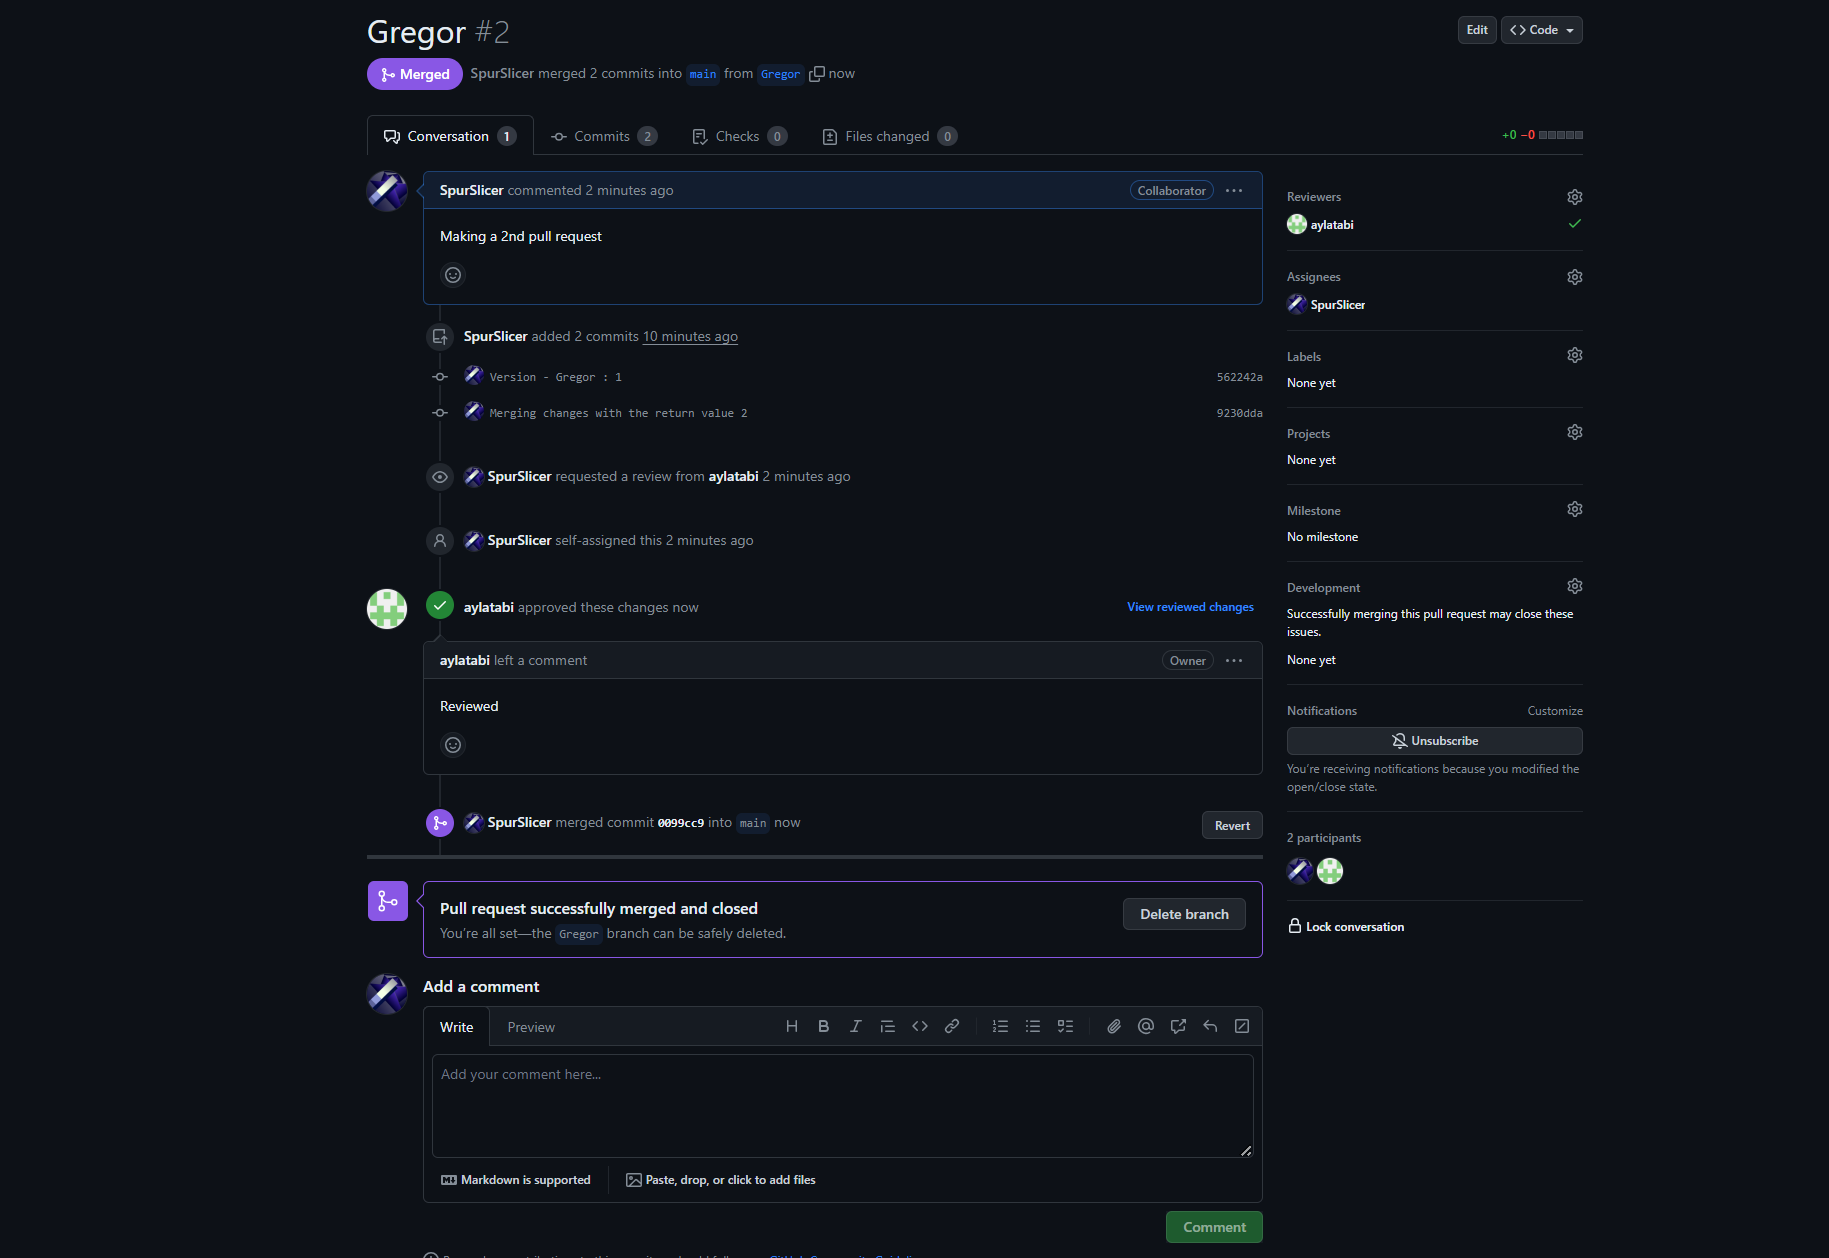 Gregor #2
Edit
Code
Merged
SpurSlicer merged 2 commits into main from Gregor now
Conversation 1
Commits 2
Checks 0
Files changed 0
+0 −0
SpurSlicer commented 2 minutes ago
Collaborator
Making a 2nd pull request
SpurSlicer added 2 commits 10 minutes ago
Version - Gregor : 1
562242a
Merging changes with the return value 2
9230dda
SpurSlicer requested a review from aylatabi 2 minutes ago
SpurSlicer self-assigned this 2 minutes ago
aylatabi approved these changes now
View reviewed changes
aylatabi left a comment
Owner
Reviewed
SpurSlicer merged commit 0099cc9 into main now
Revert
Pull request successfully merged and closed
You're all set—the Gregor branch can be safely deleted.
Delete branch
Add a comment
Write
Preview
Add your comment here...
Markdown is supported
Paste, drop, or click to add files
Comment
Reviewers
aylatabi
Assignees
SpurSlicer
Labels
None yet
Projects
None yet
Milestone
No milestone
Development
Successfully merging this pull request may close these
issues.
None yet
Notifications
Customize
Unsubscribe
You're receiving notifications because you modified the
open/close state.
2 participants
Lock conversation